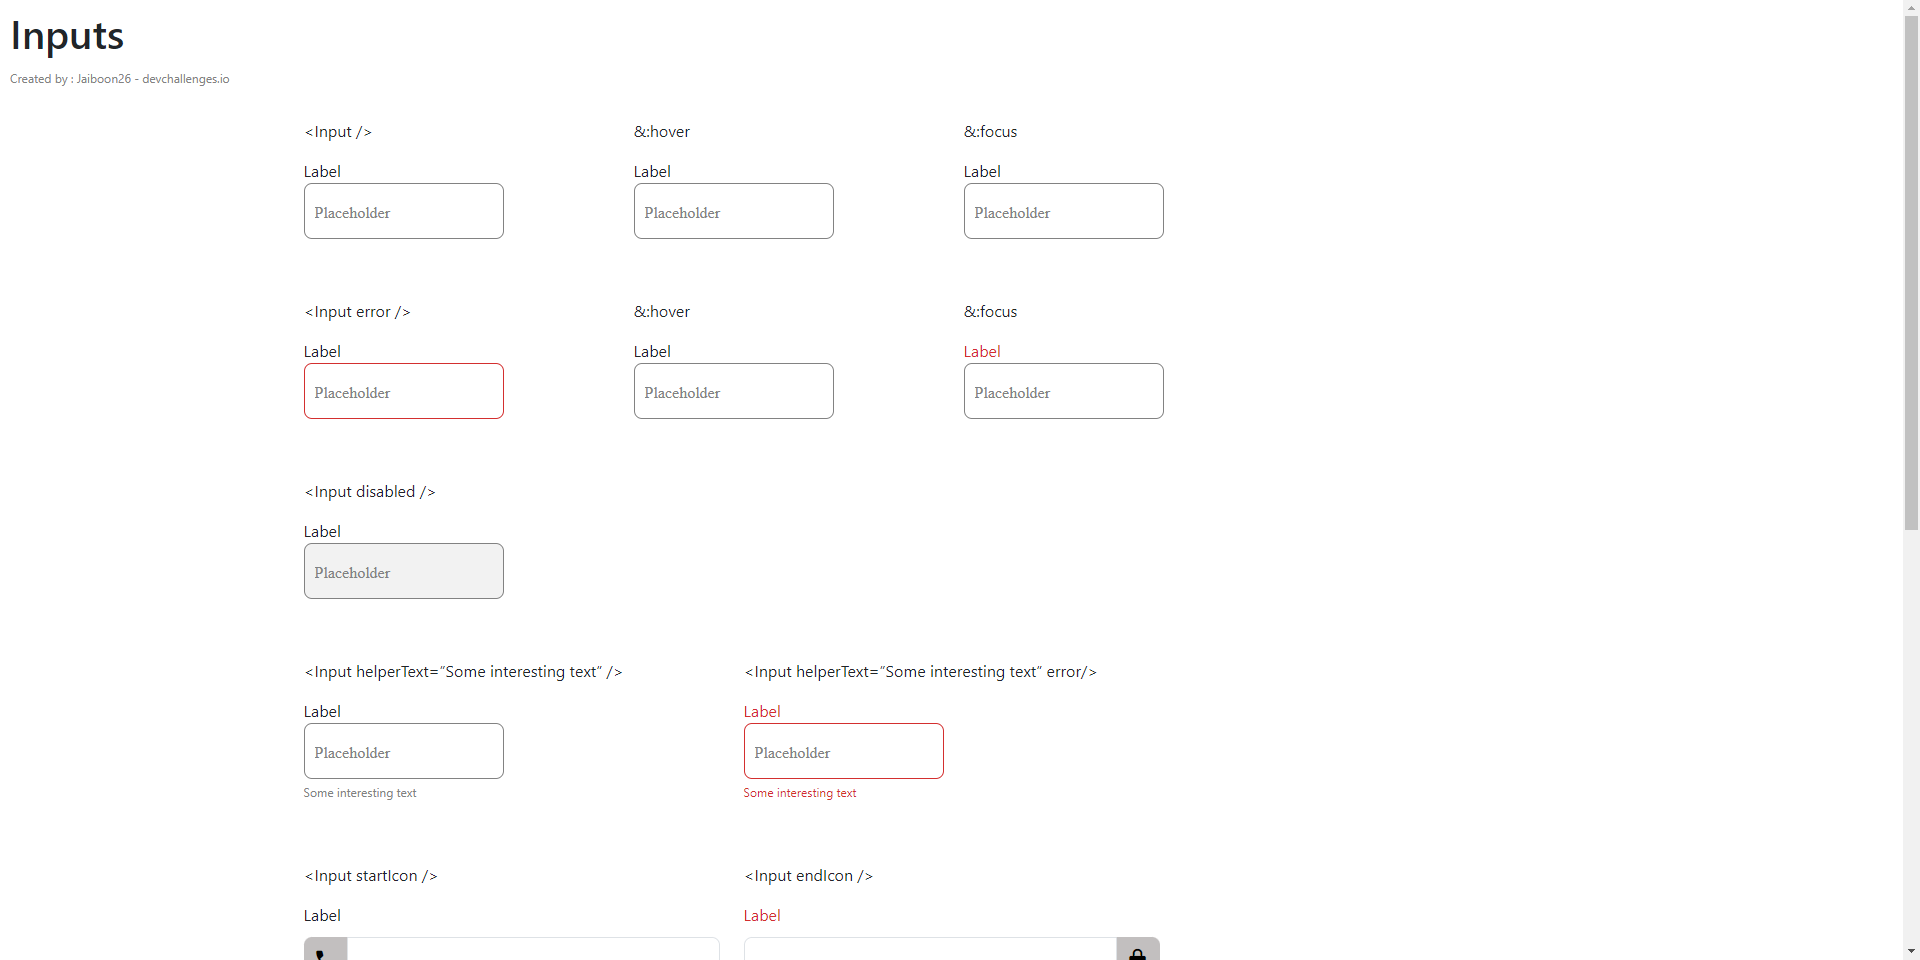 Inputs
Created by : Jaiboon26 - devchallenges.io
<Input />
&:hover
&:focus
Label
Label
Label
Placeholder
Placeholder
Placeholder
<Input error />
&:hover
&:focus
Label
Label
Label
Placeholder
Placeholder
Placeholder
<Input disabled />
Label
Placeholder
<Input helperText=“Some interesting text” />
<Input helperText=“Some interesting text” error/>
Label
Label
Placeholder
Placeholder
Some interesting text
Some interesting text
<Input startIcon />
<Input endIcon />
Label
Label